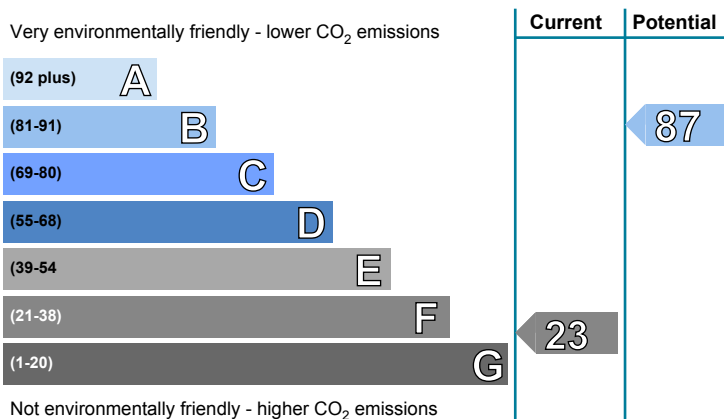 Current Potential
Very environmentally friendly - lower CO2 emissions
(92 plus) A
(81-91) B 87
(69-80) C
(55-68) D
(39-54 E
(21-38) F
23
(1-20) G
Not environmentally friendly - higher CO2 emissions